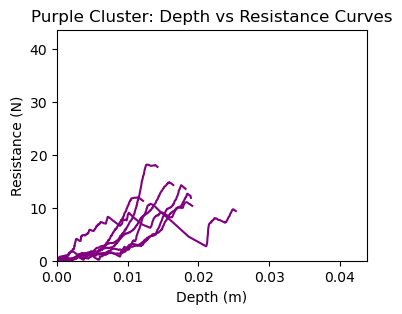 Purple Cluster: Depth vs Resistance Curves
40
30
20
10
0
Resistance (N)
0.00 0.01 0.02 0.03 0.04
Depth (m)